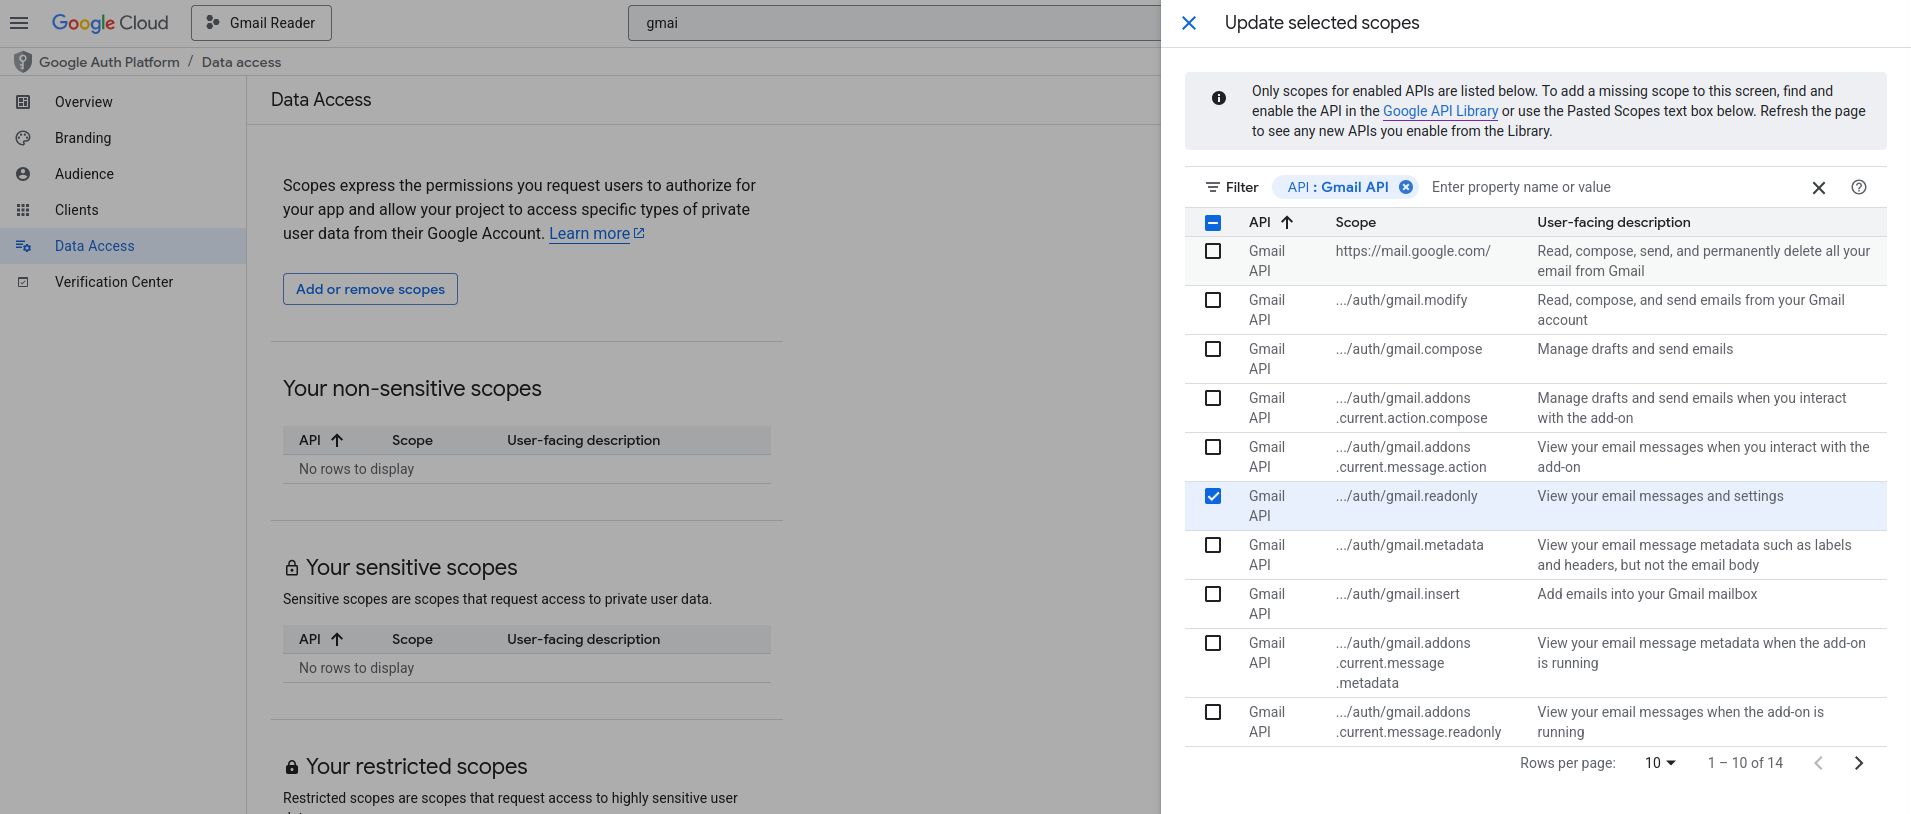 Google Cloud
Gmail Reader
gmai
Google Auth Platform / Data access
Overview
Branding
Audience
Clients
Data Access
Verification Center
Data Access
Scopes express the permissions you request users to authorize for
your app and allow your project to access specific types of private
user data from their Google Account. Learn more
Add or remove scopes
Your non-sensitive scopes
API Scope User-facing description
No rows to display
Your sensitive scopes
Sensitive scopes are scopes that request access to private user data.
API Scope User-facing description
No rows to display
Your restricted scopes
Restricted scopes are scopes that request access to highly sensitive user
Update selected scopes
Only scopes for enabled APIs are listed below. To add a missing scope to this screen, find and
enable the API in the Google API Library or use the Pasted Scopes text box below. Refresh the page
to see any new APIs you enable from the Library.
Filter API : Gmail API Enter property name or value
API Scope User-facing description
Gmail https://mail.google.com/ Read, compose, send, and permanently delete all your
API email from Gmail
Gmail .../auth/gmail.modify Read, compose, and send emails from your Gmail
API account
Gmail .../auth/gmail.compose Manage drafts and send emails
API
Gmail .../auth/gmail.addons Manage drafts and send emails when you interact
API .current.action.compose with the add-on
Gmail .../auth/gmail.addons View your email messages when you interact with the
API .current.message.action add-on
Gmail .../auth/gmail.readonly View your email messages and settings
API
Gmail .../auth/gmail.metadata View your email message metadata such as labels
API and headers, but not the email body
Gmail .../auth/gmail.insert Add emails into your Gmail mailbox
API
Gmail .../auth/gmail.addons View your email message metadata when the add-on
API .current.message is running
.metadata
Gmail .../auth/gmail.addons View your email messages when the add-on is
API .current.message.readonly running
Rows per page: 10 1 – 10 of 14